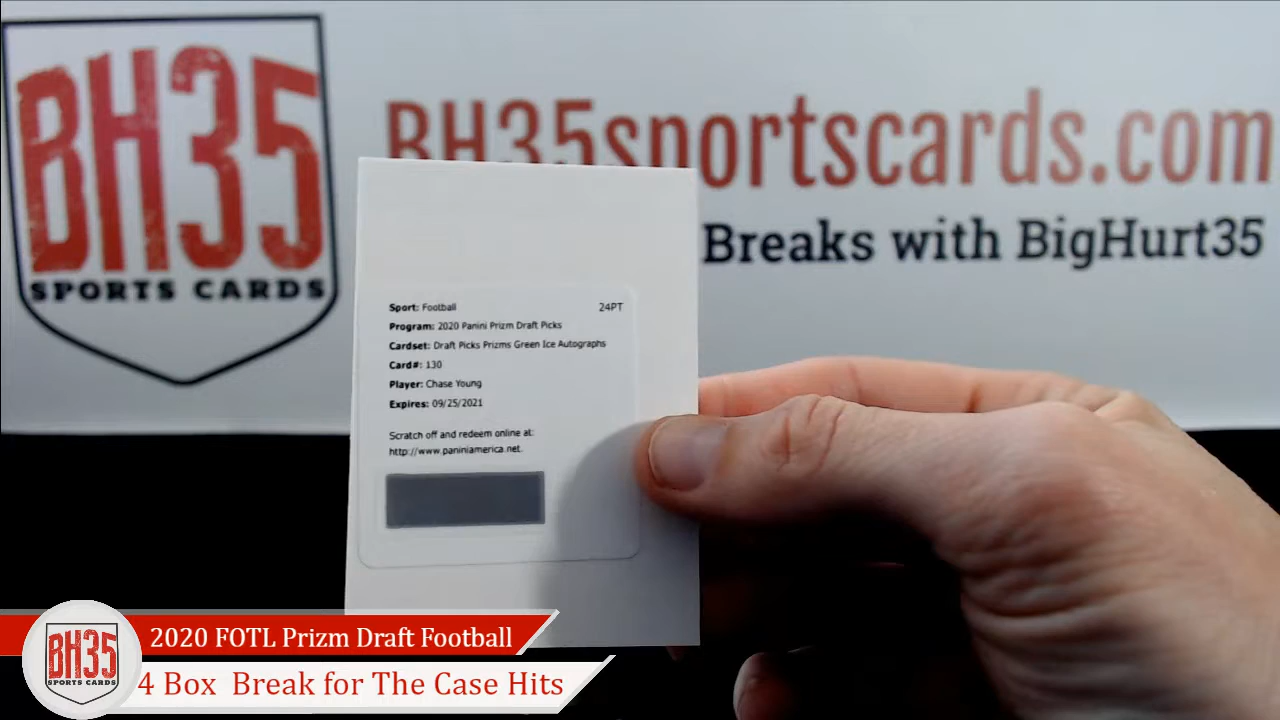 BH35
SPORTS CARDS
BH35sportscards.com
Breaks with BigHurt35
Sport: Football 24PT
Program: 2020 Panini Prizm Draft Picks
Cardset: Draft Picks Prizms Green Ice Autographs
Card#: 130
Player: Chase Young
Expires: 09/25/2021
Scratch off and redeem online at:
http://www.paniniamerica.net.
BH35
SPORTS CARDS
2020 FOTL Prizm Draft Football
4 Box Break for The Case Hits